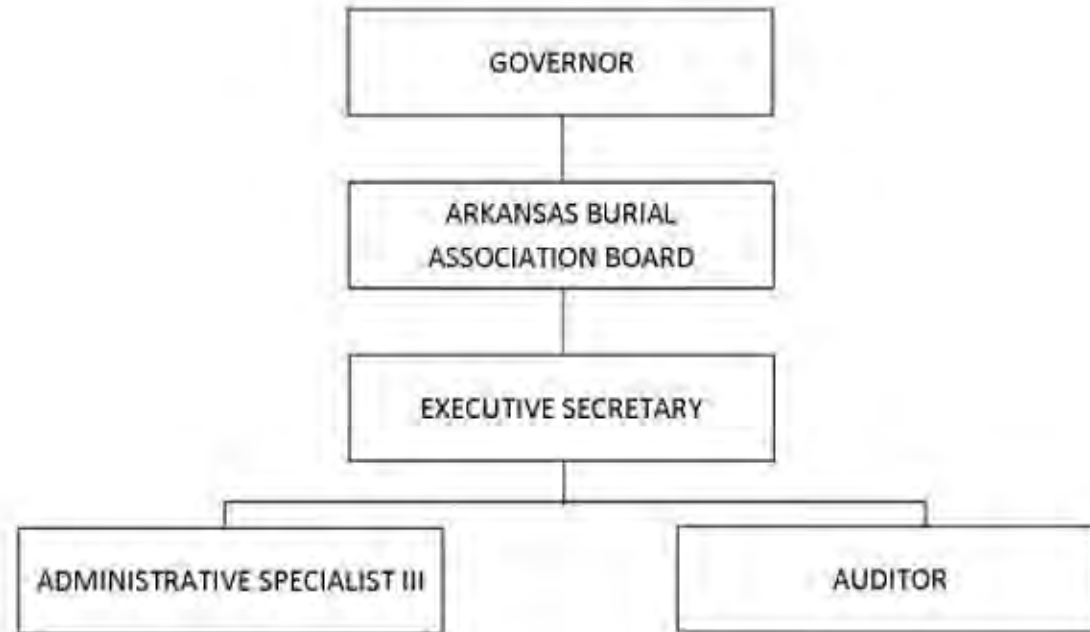 GOVERNOR
ARKANSAS BURIAL
ASSOCIATION BOARD
EXECUTIVE SECRETARY
ADMINISTRATIVE SPECIALIST III
AUDITOR